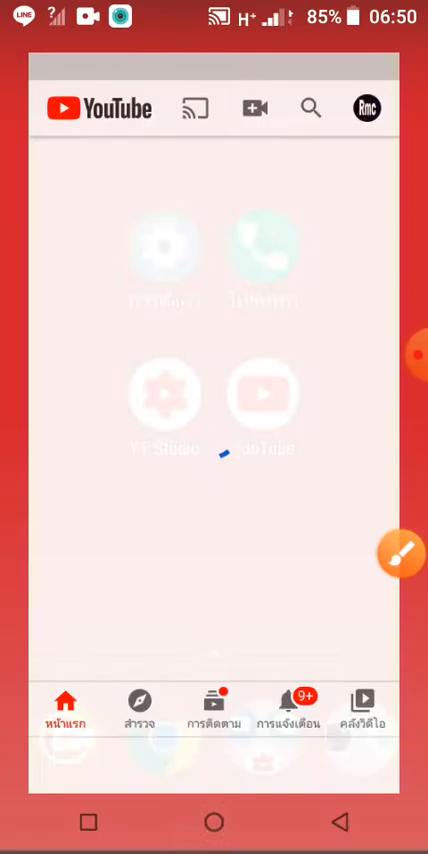 LINE ? H+ 85% 06:50
YouTube Rmc
YT Studio YouTube
9+
หน้าแรก สำรวจ การติดตาม การแจ้งเตือน คลังวิดีโอ